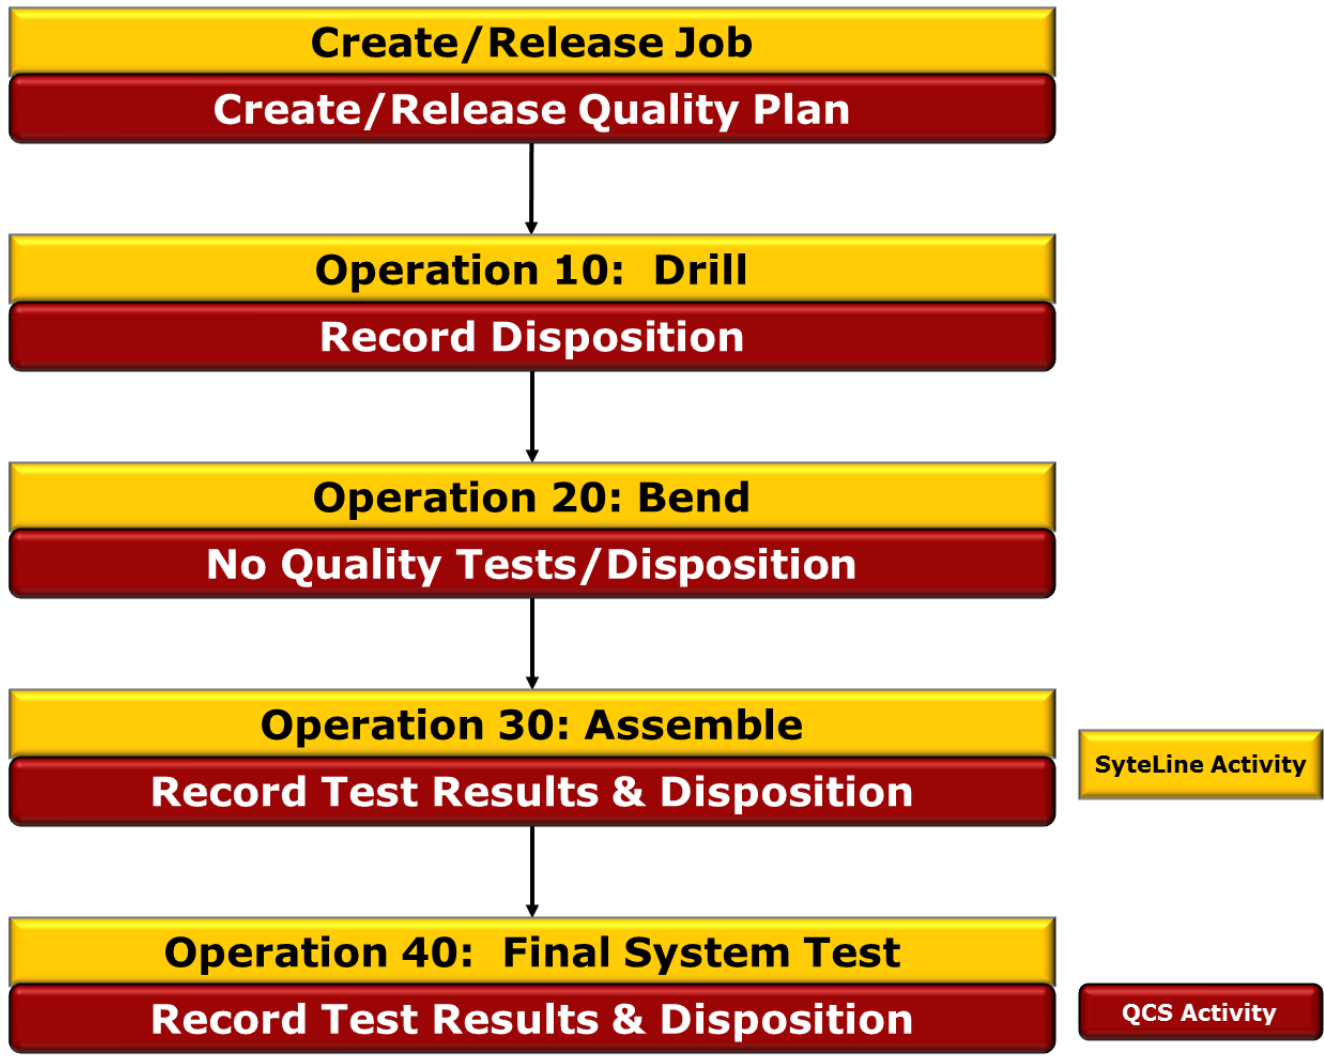 Create/Release Job
Create/Release Quality Plan
Operation 10:  Drill
Record Disposition
Operation 20: Bend
No Quality Tests/Disposition
Operation 30: Assemble
Record Test Results & Disposition
SyteLine Activity
Operation 40:  Final System Test
Record Test Results & Disposition
QCS Activity